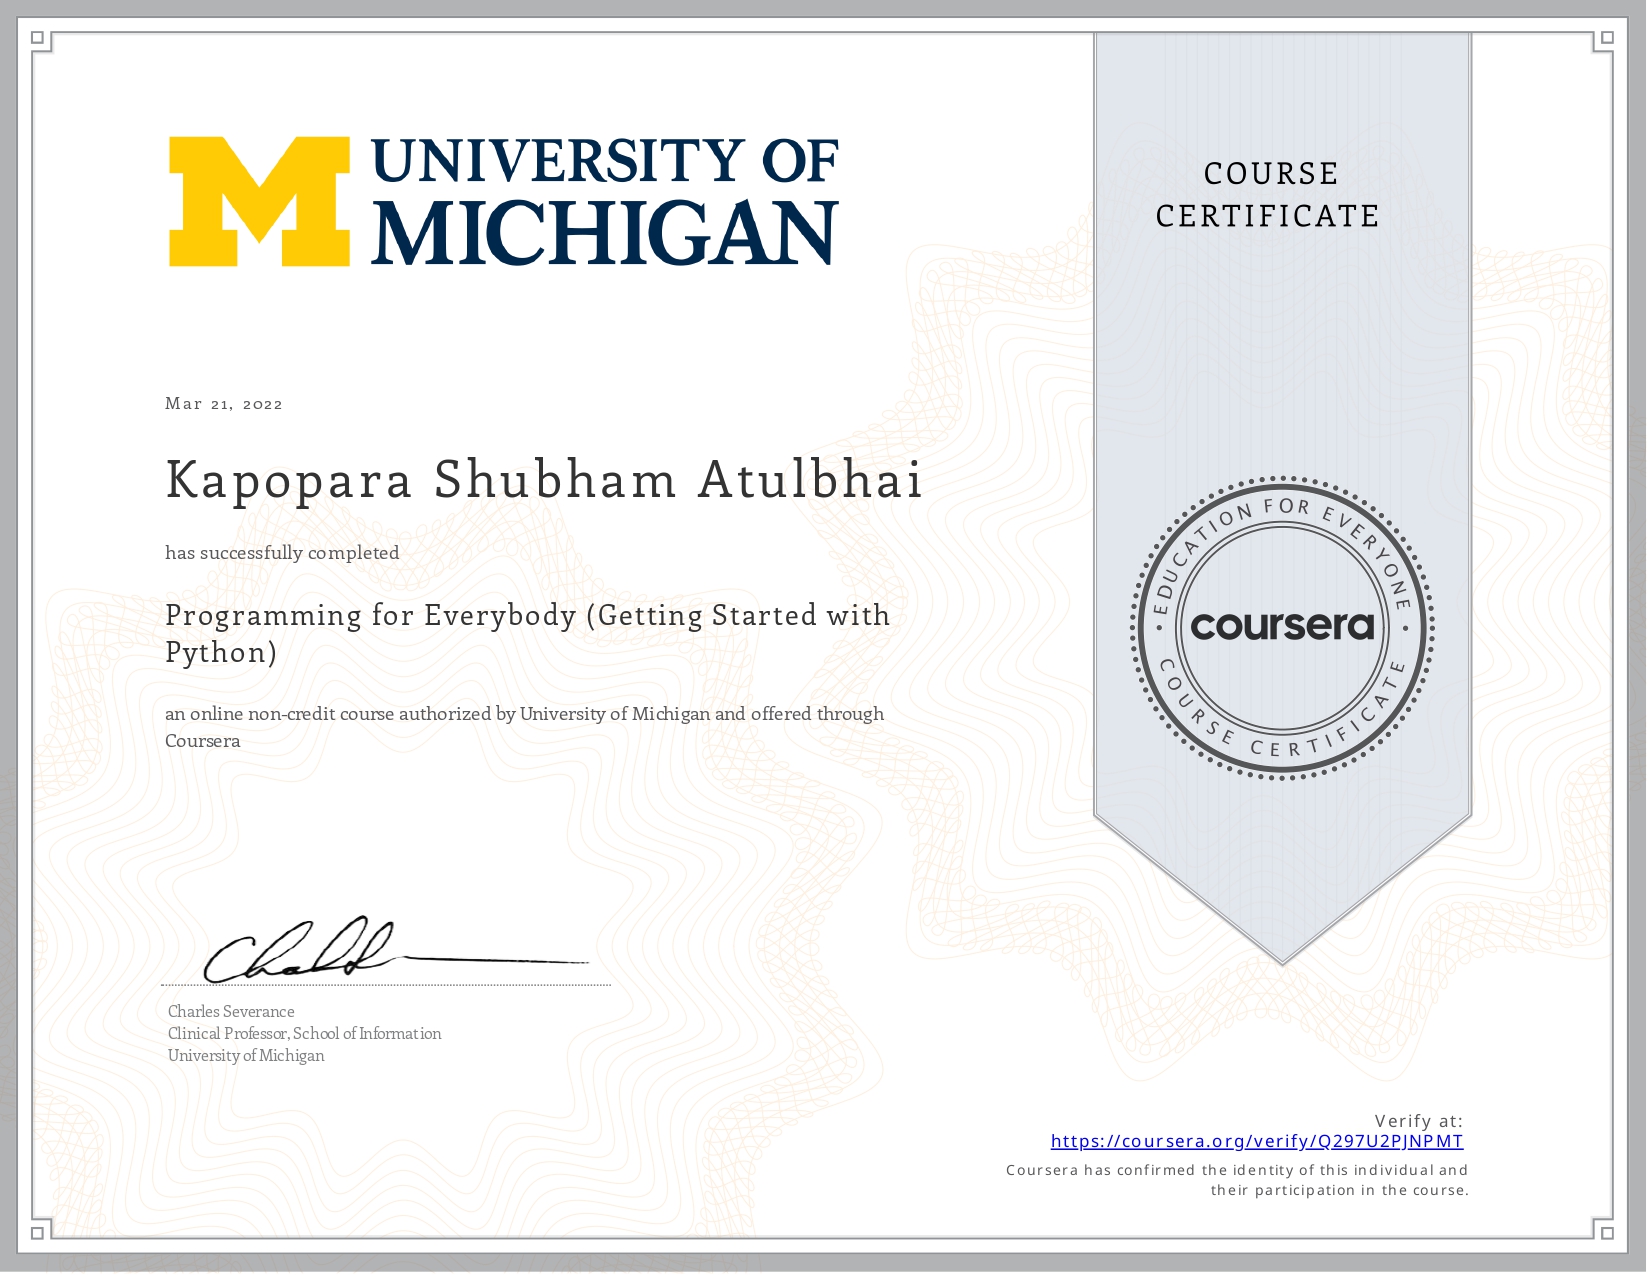 UNIVERSITY OF
MICHIGAN
COURSE
CERTIFICATE
Mar 21, 2022
Kapopara Shubham Atulbhai
has successfully completed
Programming for Everybody (Getting Started with
Python)
an online non-credit course authorized by University of Michigan and offered through
Coursera
EDUCATION FOR EVERYONE
coursera
COURSE CERTIFICATE
Charles Severance
Clinical Professor, School of Information
University of Michigan
Verify at:
https://coursera.org/verify/Q297U2PJNPMT
Coursera has confirmed the identity of this individual and
their participation in the course.